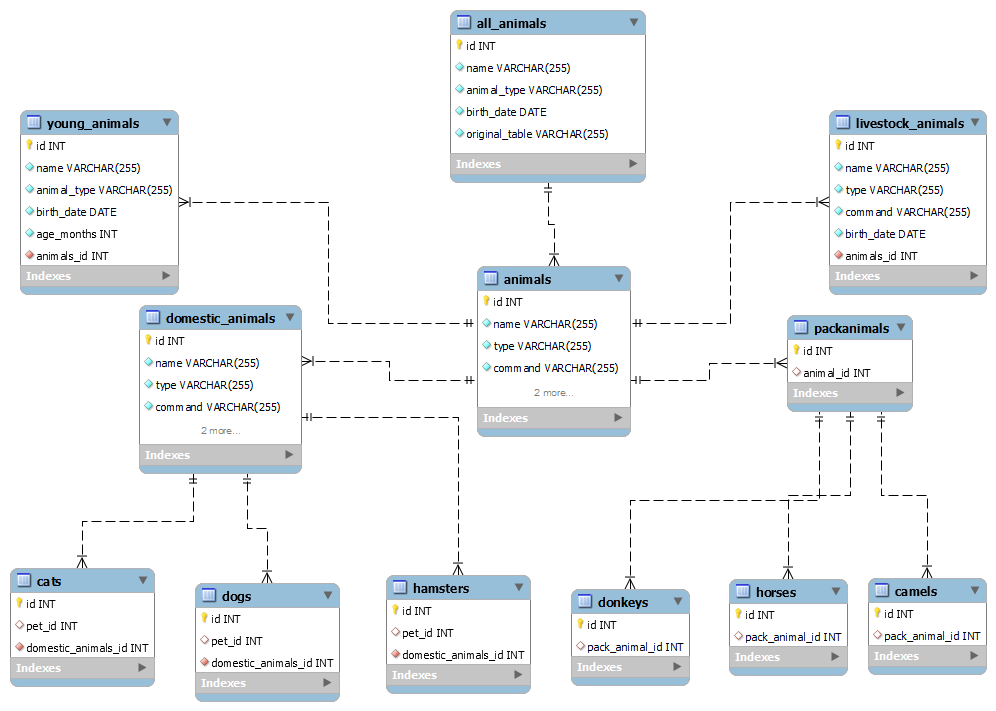 all_animals
id INT
name VARCHAR(255)
animal_type VARCHAR(255)
birth_date DATE
original_table VARCHAR(255)
Indexes
young_animals
id INT
name VARCHAR(255)
animal_type VARCHAR(255)
birth_date DATE
age_months INT
animals_id INT
Indexes
livestock_animals
id INT
name VARCHAR(255)
type VARCHAR(255)
command VARCHAR(255)
birth_date DATE
animals_id INT
Indexes
animals
id INT
name VARCHAR(255)
type VARCHAR(255)
command VARCHAR(255)
2 more...
Indexes
domestic_animals
id INT
name VARCHAR(255)
type VARCHAR(255)
command VARCHAR(255)
2 more...
Indexes
packanimals
id INT
animal_id INT
Indexes
cats
id INT
pet_id INT
domestic_animals_id INT
Indexes
dogs
id INT
pet_id INT
domestic_animals_id INT
Indexes
hamsters
id INT
pet_id INT
domestic_animals_id INT
Indexes
donkeys
id INT
pack_animal_id INT
Indexes
horses
id INT
pack_animal_id INT
Indexes
camels
id INT
pack_animal_id INT
Indexes